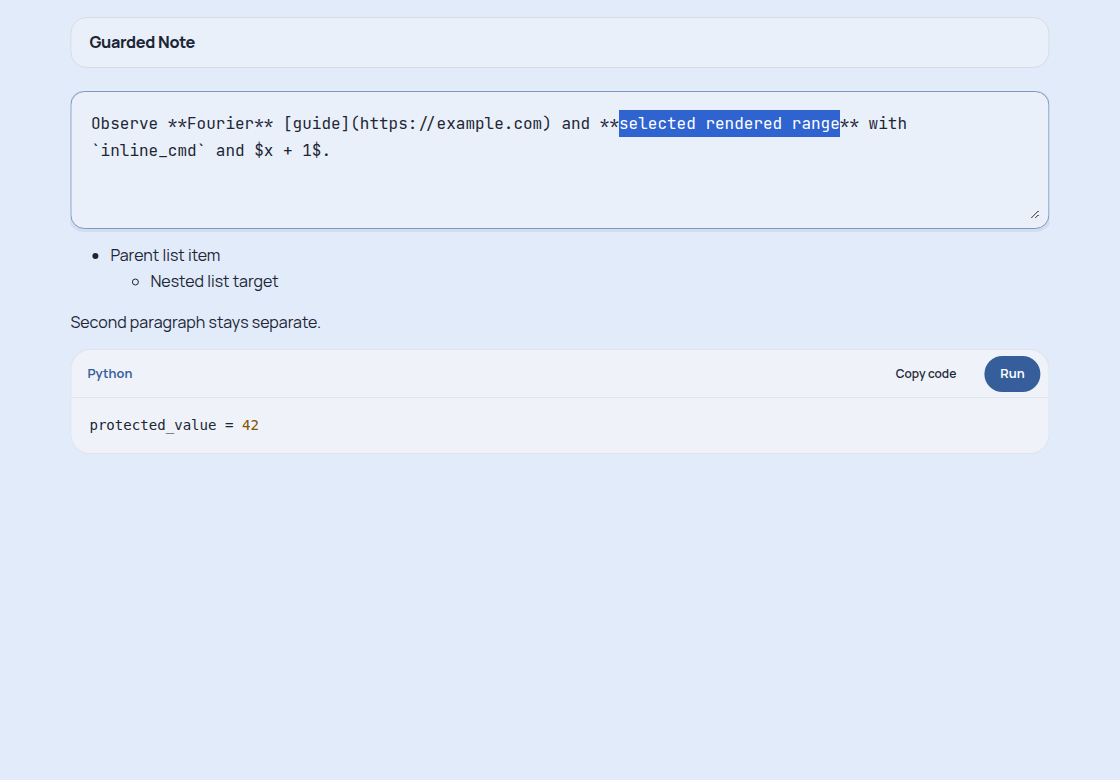 Guarded Note
Observe **Fourier** [guide](https://example.com) and **selected rendered range** with
`inline_cmd` and $x + 1$.
Parent list item
Nested list target
Second paragraph stays separate.
Python Copy code Run
protected_value = 42